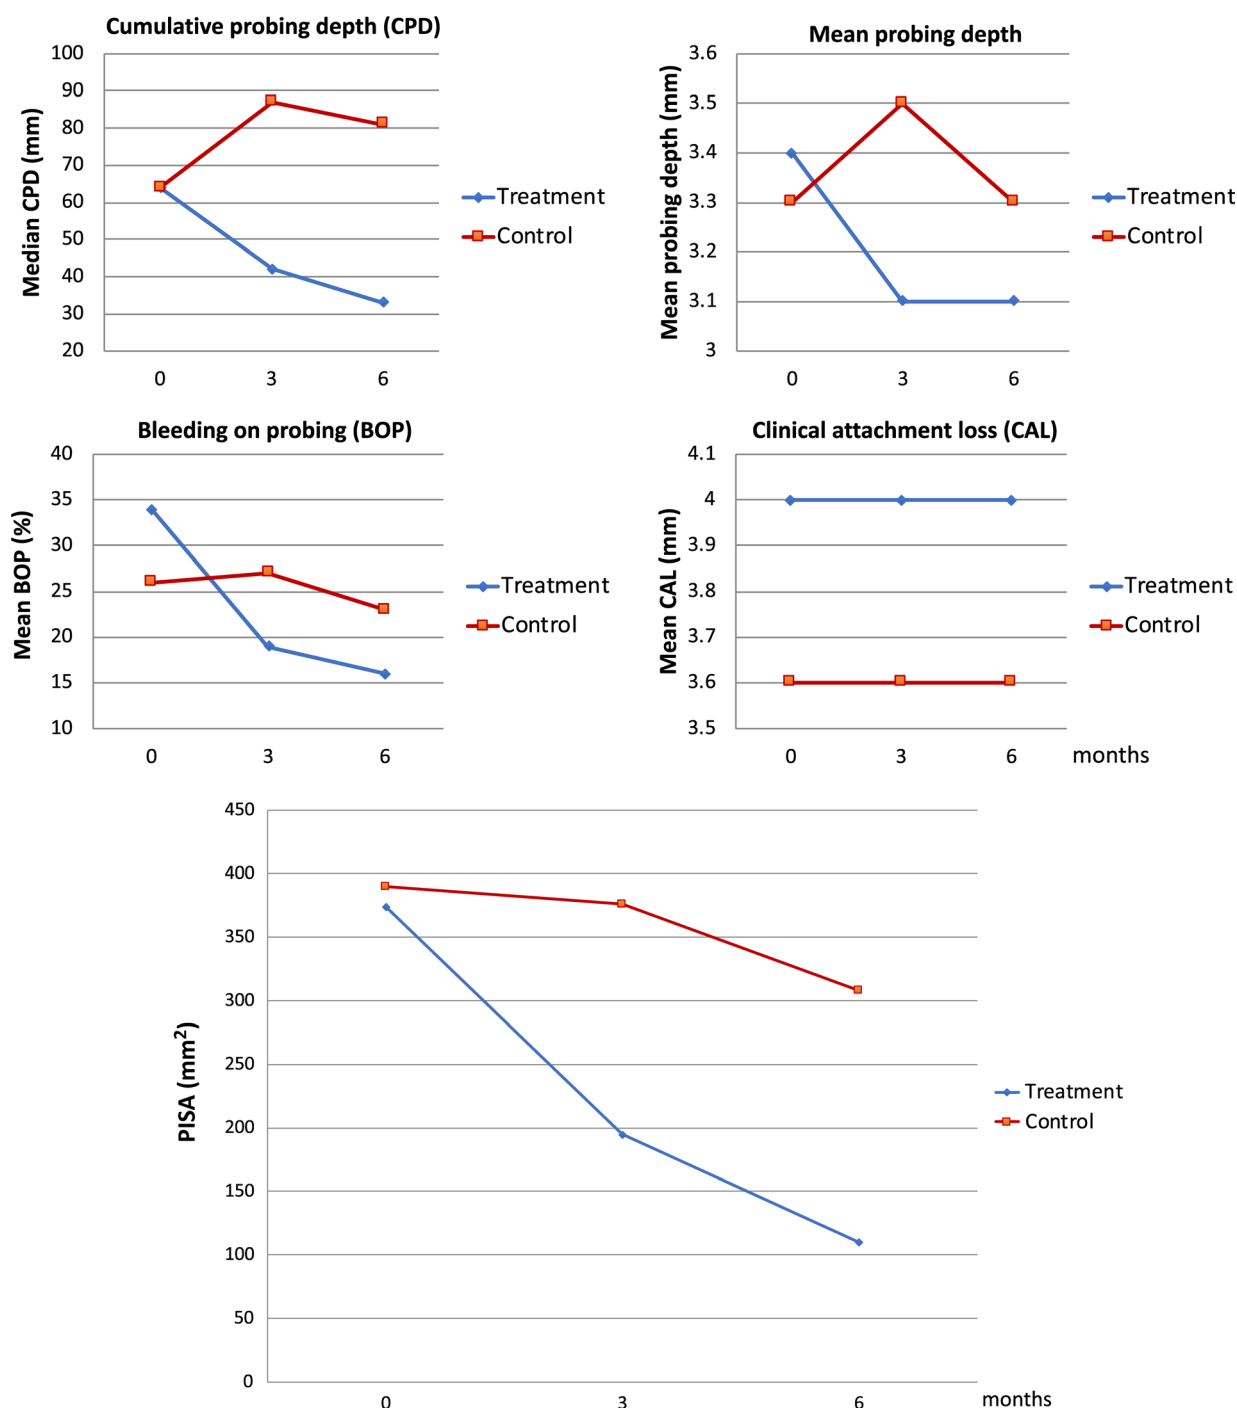 Cumulative probing depth (CPD)
Median CPD (mm)
100
90
80
70
60
50
40
30
20
0 3 6
Treatment
Control
Mean probing depth
Mean probing depth (mm)
3.6
3.5
3.4
3.3
3.2
3.1
3
0 3 6
Treatment
Control
Bleeding on probing (BOP)
Mean BOP (%)
40
35
30
25
20
15
10
0 3 6
Treatment
Control
Clinical attachment loss (CAL)
Mean CAL (mm)
4.1
4
3.9
3.8
3.7
3.6
3.5
0 3 6 months
Treatment
Control
PISA (mm²)
450
400
350
300
250
200
150
100
50
0
0 3 6 months
Treatment
Control